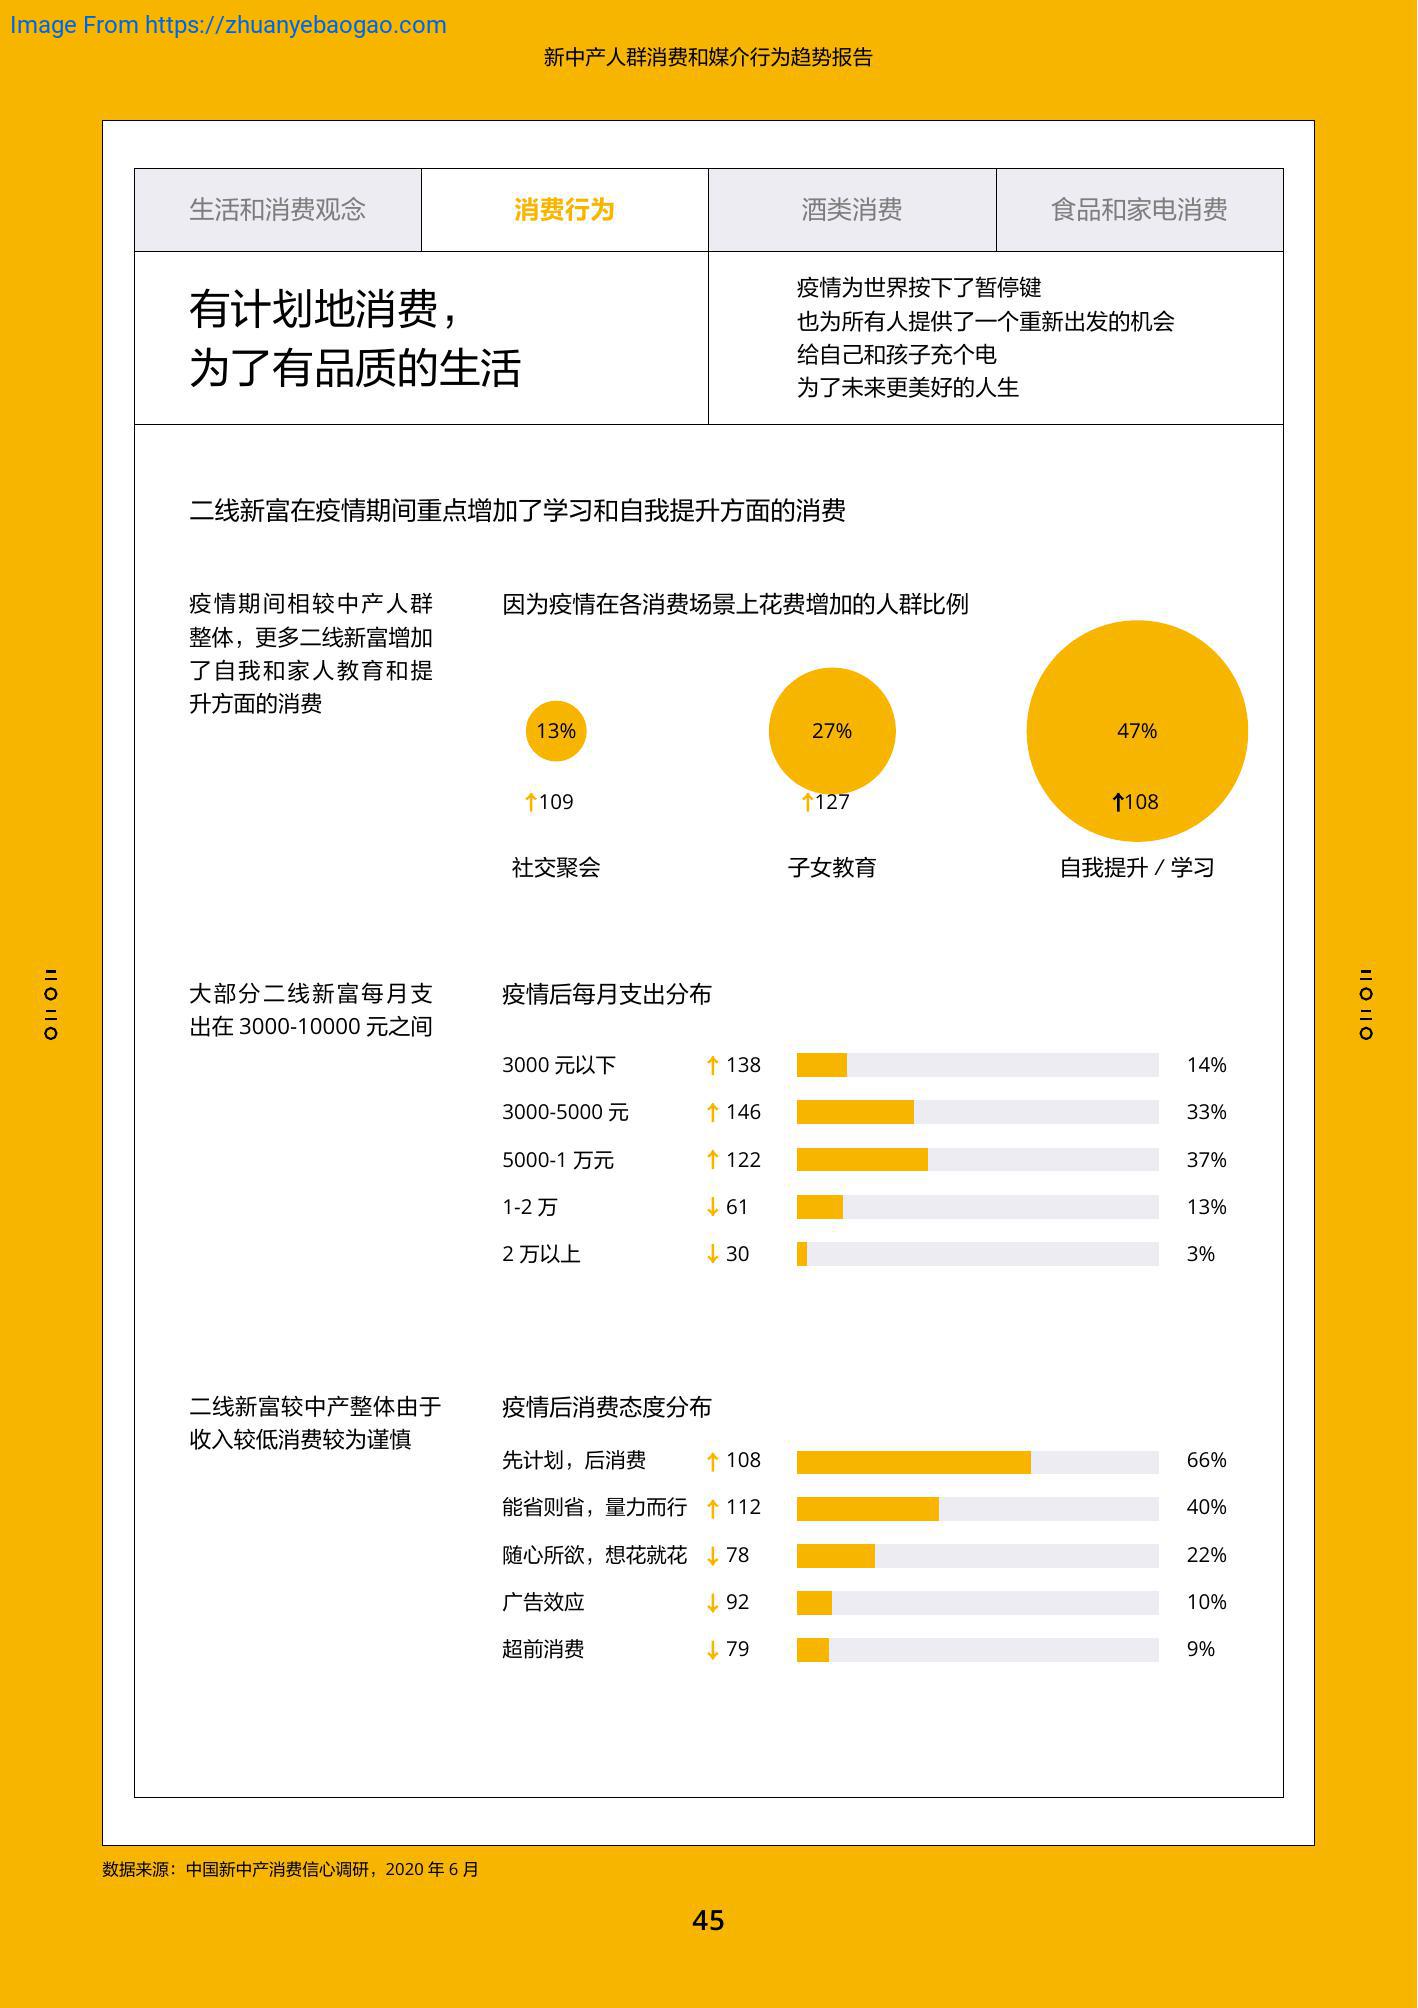 Image From https://zhuanyebaogao.com
新中产人群消费和媒介行为趋势报告
生活和消费观念
消费行为
酒类消费
食品和家电消费
有计划地消费，
为了有品质的生活
疫情为世界按下了暂停键
也为所有人提供了一个重新出发的机会
给自己和孩子充个电
为了未来更美好的人生
二线新富在疫情期间重点增加了学习和自我提升方面的消费
疫情期间相较中产人群
整体，更多二线新富增加
了自我和家人教育和提
升方面的消费
因为疫情在各消费场景上花费增加的人群比例
13%
27%
47%
↑109
↑127
↑108
社交聚会
子女教育
自我提升 / 学习
二〇二〇
二〇二〇
大部分二线新富每月支
出在 3000-10000 元之间
疫情后每月支出分布
3000 元以下 ↑ 138 14%
3000-5000 元 ↑ 146 33%
5000-1 万元 ↑ 122 37%
1-2 万 ↓ 61 13%
2 万以上 ↓ 30 3%
二线新富较中产整体由于
收入较低消费较为谨慎
疫情后消费态度分布
先计划，后消费 ↑ 108 66%
能省则省，量力而行 ↑ 112 40%
随心所欲，想花就花 ↓ 78 22%
广告效应 ↓ 92 10%
超前消费 ↓ 79 9%
数据来源：中国新中产消费信心调研，2020 年 6 月
45